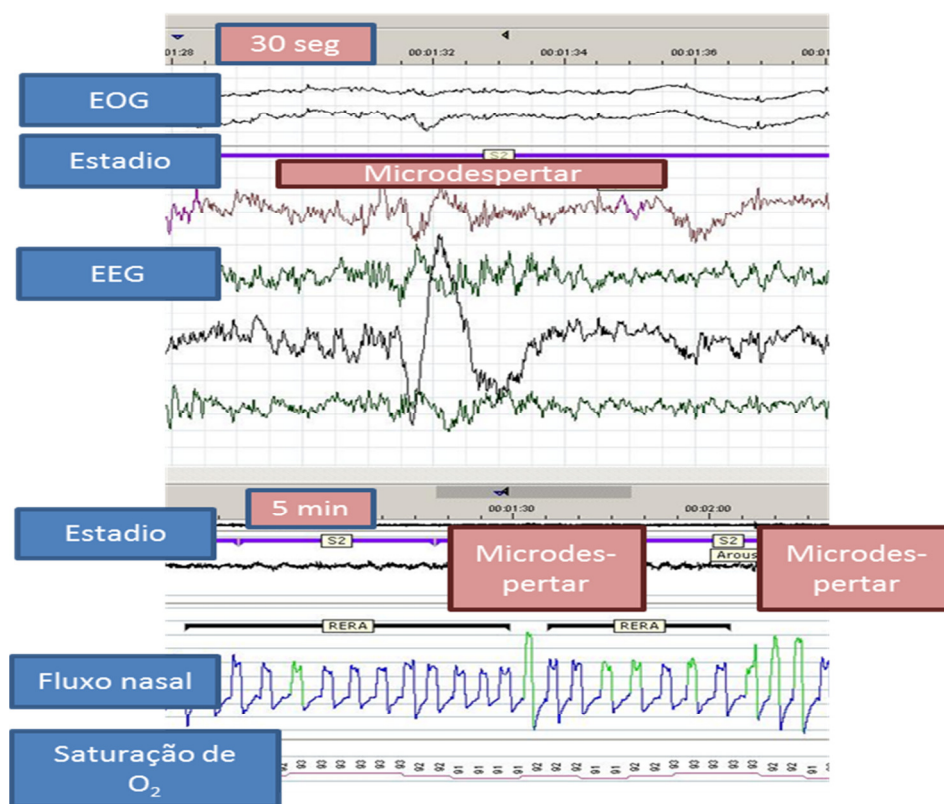 30 seg
01:28 00:01:32 00:01:34 00:01:36 00:01
EOG
Estadio
S2
Microdespertar
EEG
5 min
00:01:30 00:02:00
Estadio
S2 S2
Arous
Microdes-
pertar
Microdes-
pertar
RERA RERA
Fluxo nasal
Saturação de
O₂